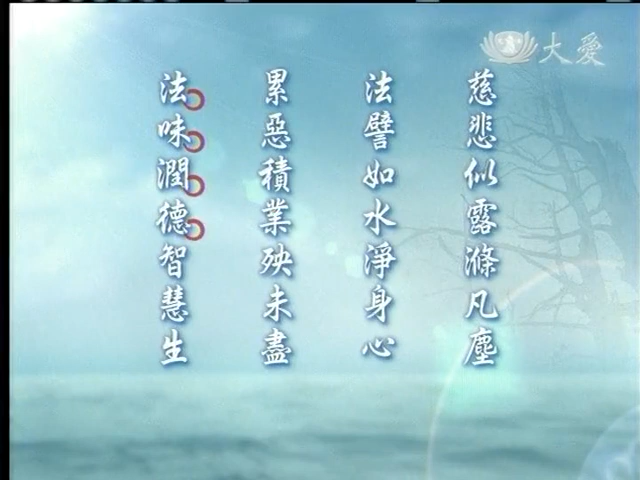 大愛
慈悲似露滌凡塵
法譬如水淨身心
累惡積業殃未盡
法味潤德智慧生